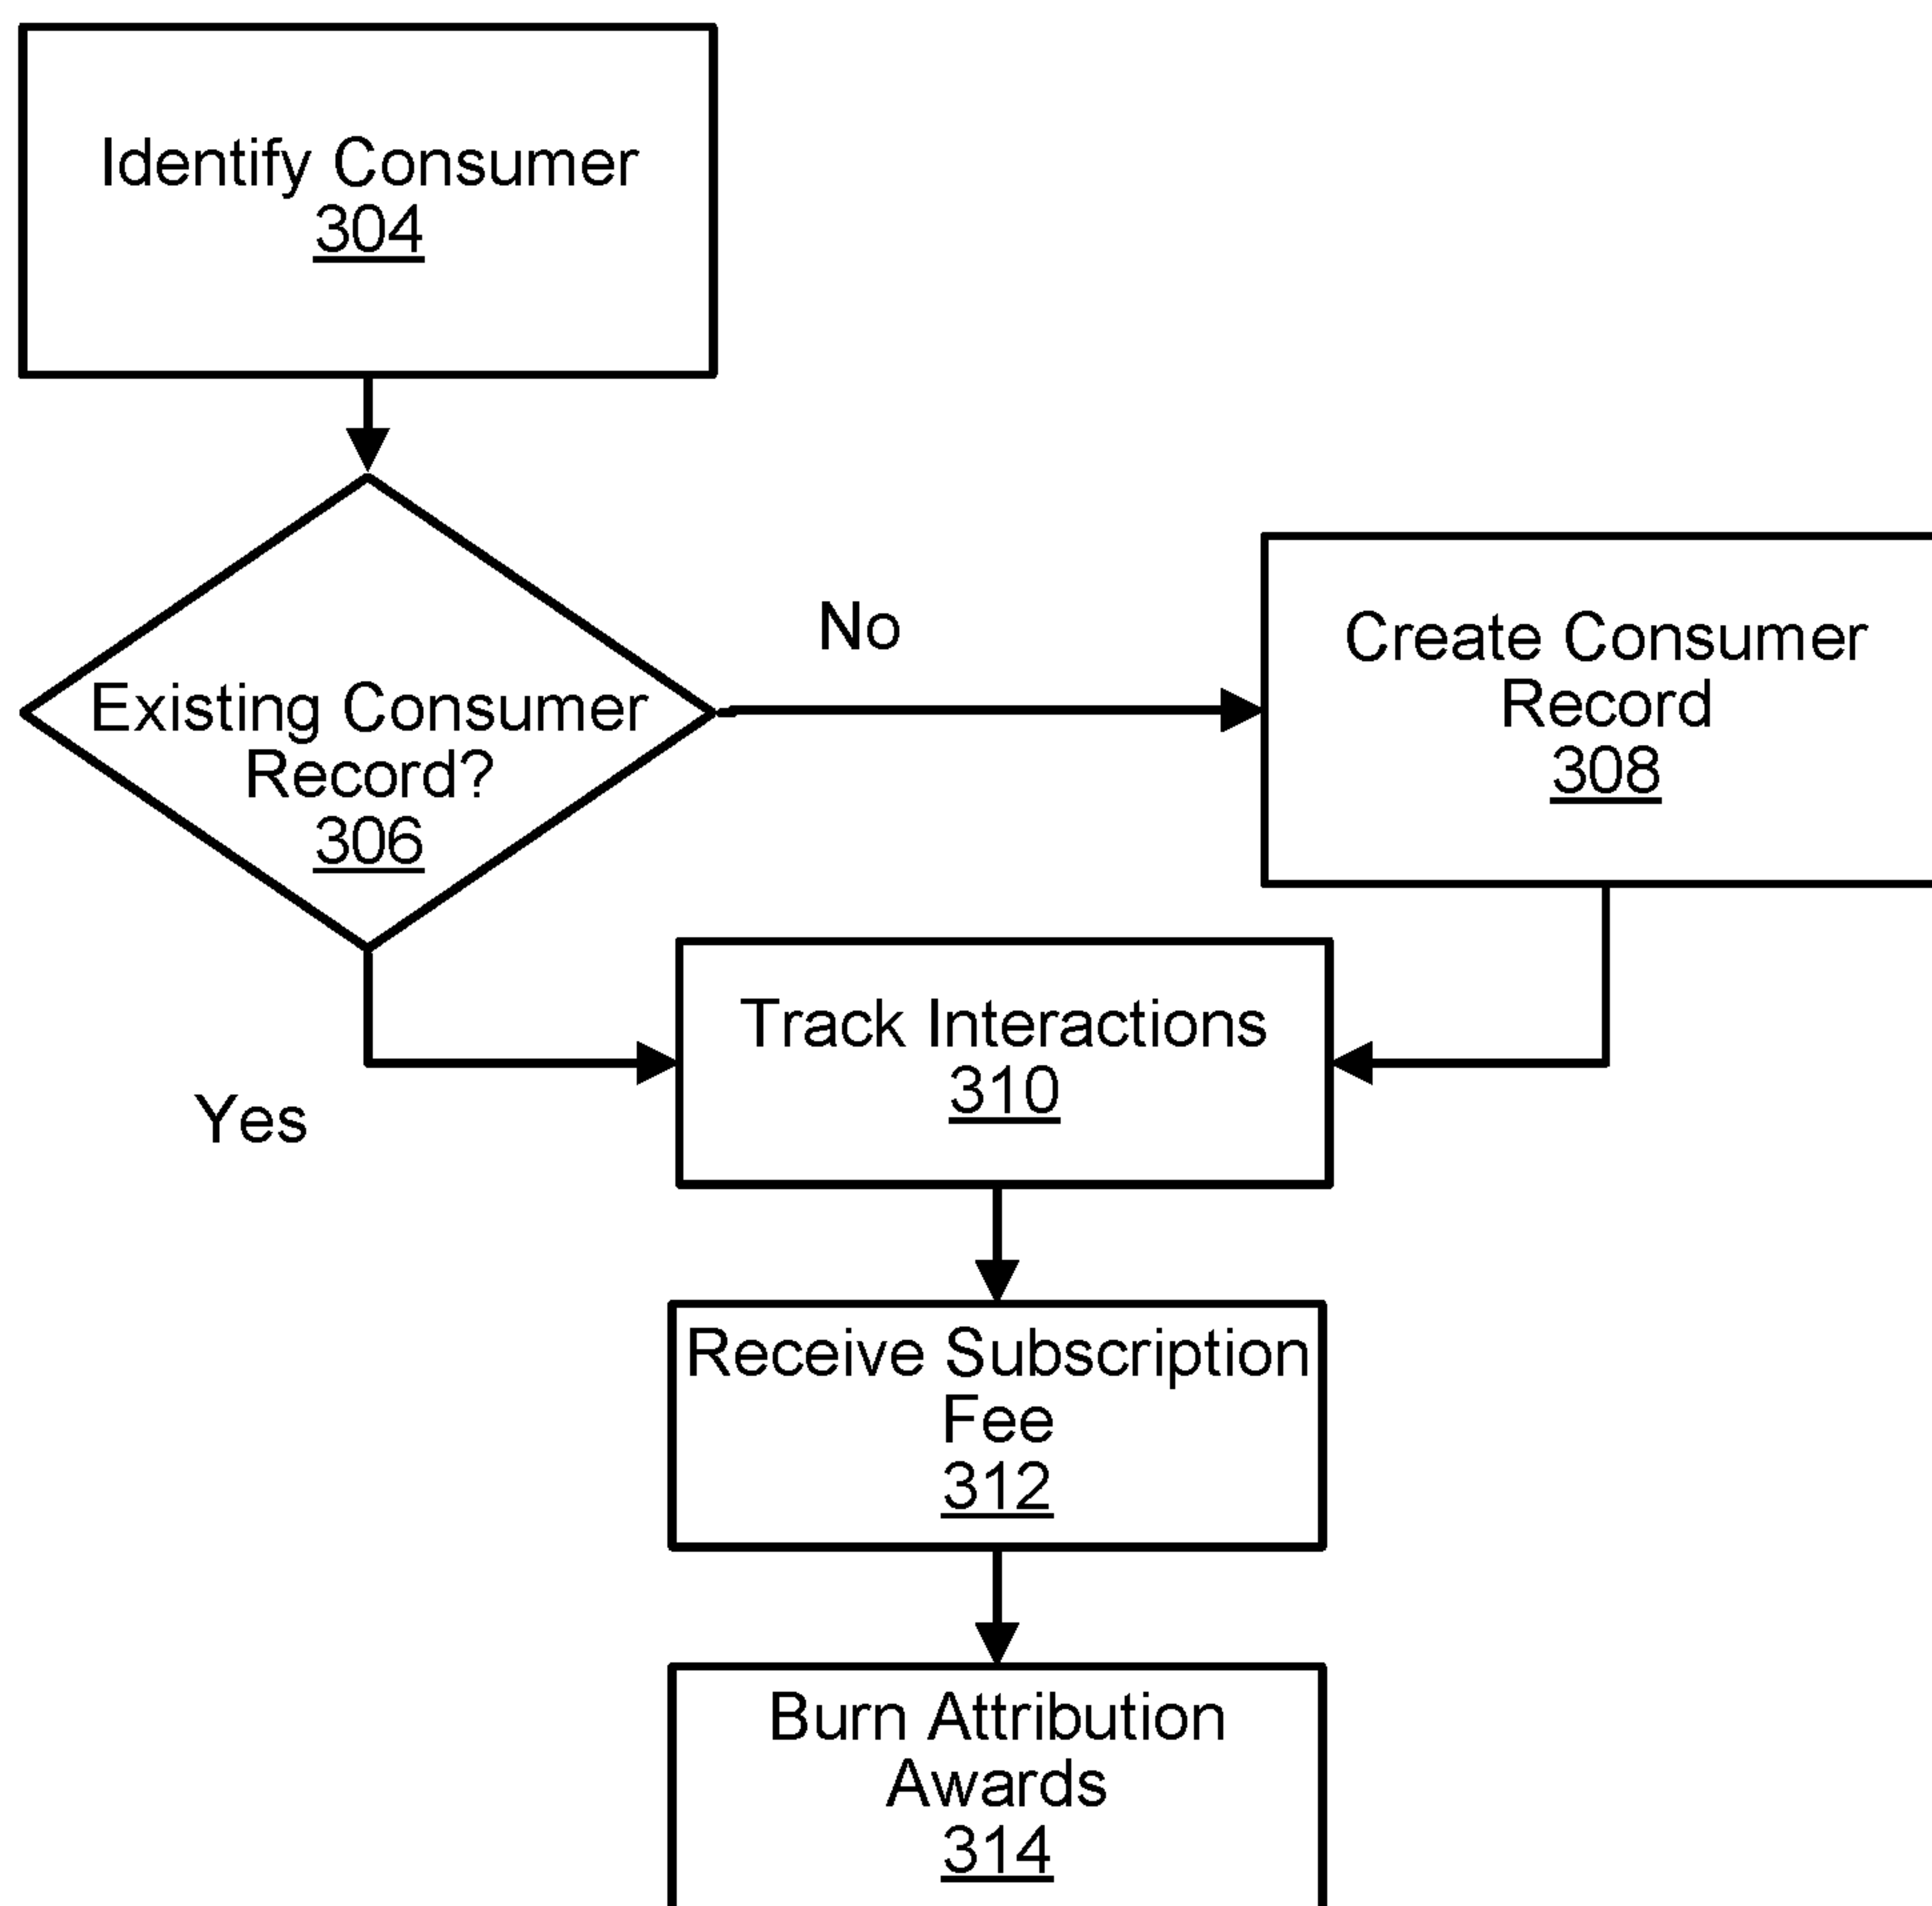 Identify Consumer
304
Existing Consumer
Record?
306
No
Create Consumer
Record
308
Yes
Track Interactions
310
Receive Subscription
Fee
312
Burn Attribution
Awards
314